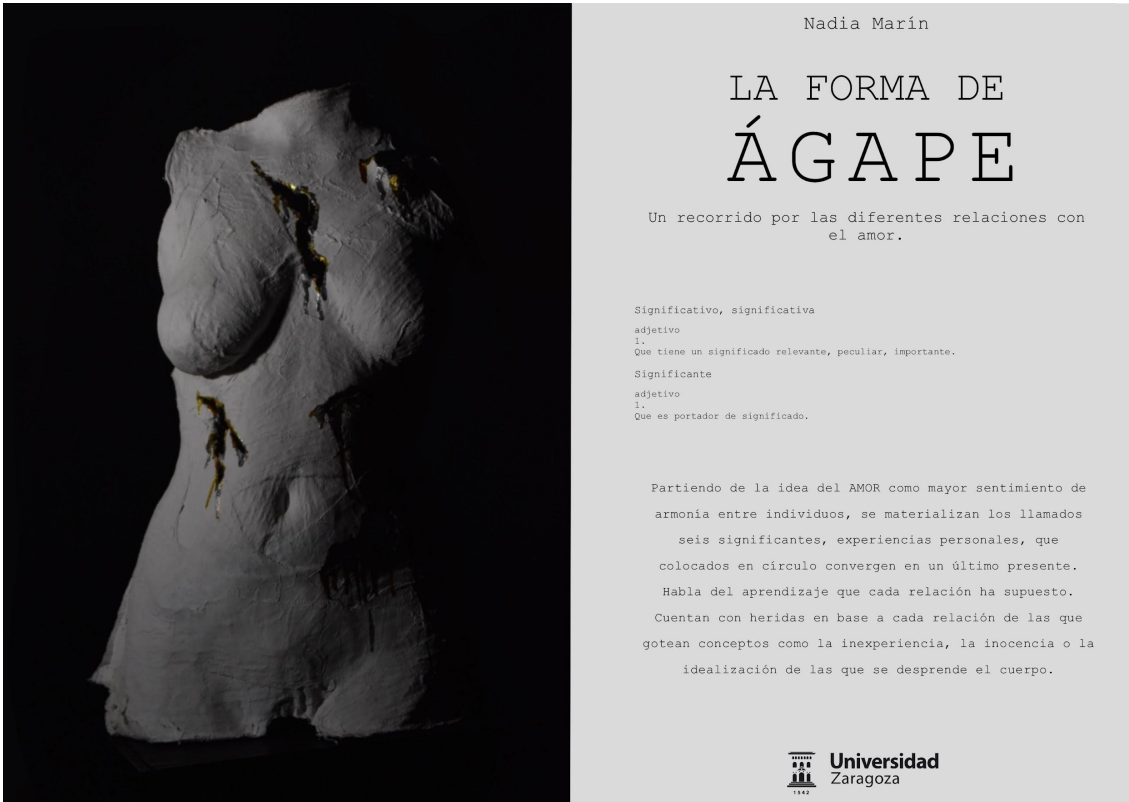 Nadia Marín
LA FORMA DE
ÁGAPE
Un recorrido por las diferentes relaciones con
el amor.
Significativo, significativa
adjetivo
1.
Que tiene un significado relevante, peculiar, importante.
Significante
adjetivo
1.
Que es portador de significado.
Partiendo de la idea del AMOR como mayor sentimiento de
armonía entre individuos, se materializan los llamados
seis significantes, experiencias personales, que
colocados en círculo convergen en un último presente.
Habla del aprendizaje que cada relación ha supuesto.
Cuentan con heridas en base a cada relación de las que
gotean conceptos como la inexperiencia, la inocencia o la
idealización de las que se desprende el cuerpo.
Universidad
Zaragoza
1542